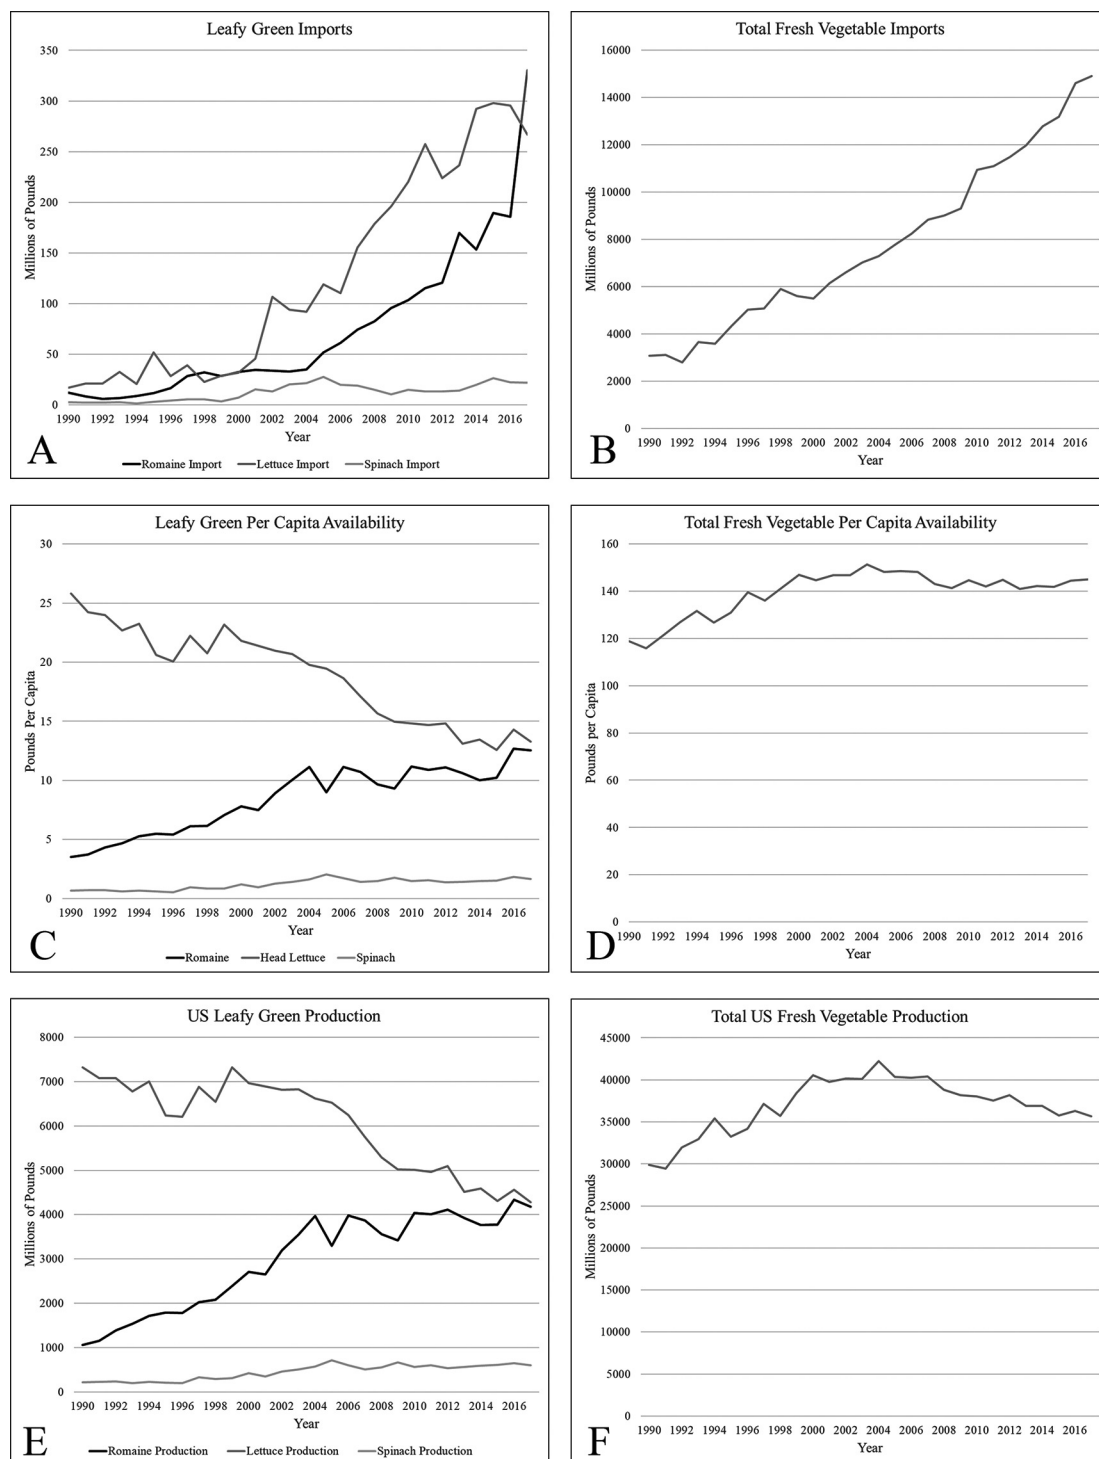 Leafy Green Imports
350
300
250
200
150
100
50
0
Millions of Pounds
1990 1992 1994 1996 1998 2000 2002 2004 2006 2008 2010 2012 2014 2016
Year
A
Romaine Import Lettuce Import Spinach Import
Total Fresh Vegetable Imports
16000
14000
12000
10000
8000
6000
4000
2000
0
Millions of Pounds
1990 1992 1994 1996 1998 2000 2002 2004 2006 2008 2010 2012 2014 2016
Year
B
Leafy Green Per Capita Availability
30
25
20
15
10
5
0
Pounds Per Capita
1990 1992 1994 1996 1998 2000 2002 2004 2006 2008 2010 2012 2014 2016
Year
C
Romaine Head Lettuce Spinach
Total Fresh Vegetable Per Capita Availability
160
140
120
100
80
60
40
20
0
Pounds per Capita
1990 1992 1994 1996 1998 2000 2002 2004 2006 2008 2010 2012 2014 2016
Year
D
US Leafy Green Production
8000
7000
6000
5000
4000
3000
2000
1000
0
Millions of Pounds
1990 1992 1994 1996 1998 2000 2002 2004 2006 2008 2010 2012 2014 2016
Year
E
Romaine Production Lettuce Production Spinach Production
Total US Fresh Vegetable Production
45000
40000
35000
30000
25000
20000
15000
10000
5000
0
Millions of Pounds
1990 1992 1994 1996 1998 2000 2002 2004 2006 2008 2010 2012 2014 2016
Year
F